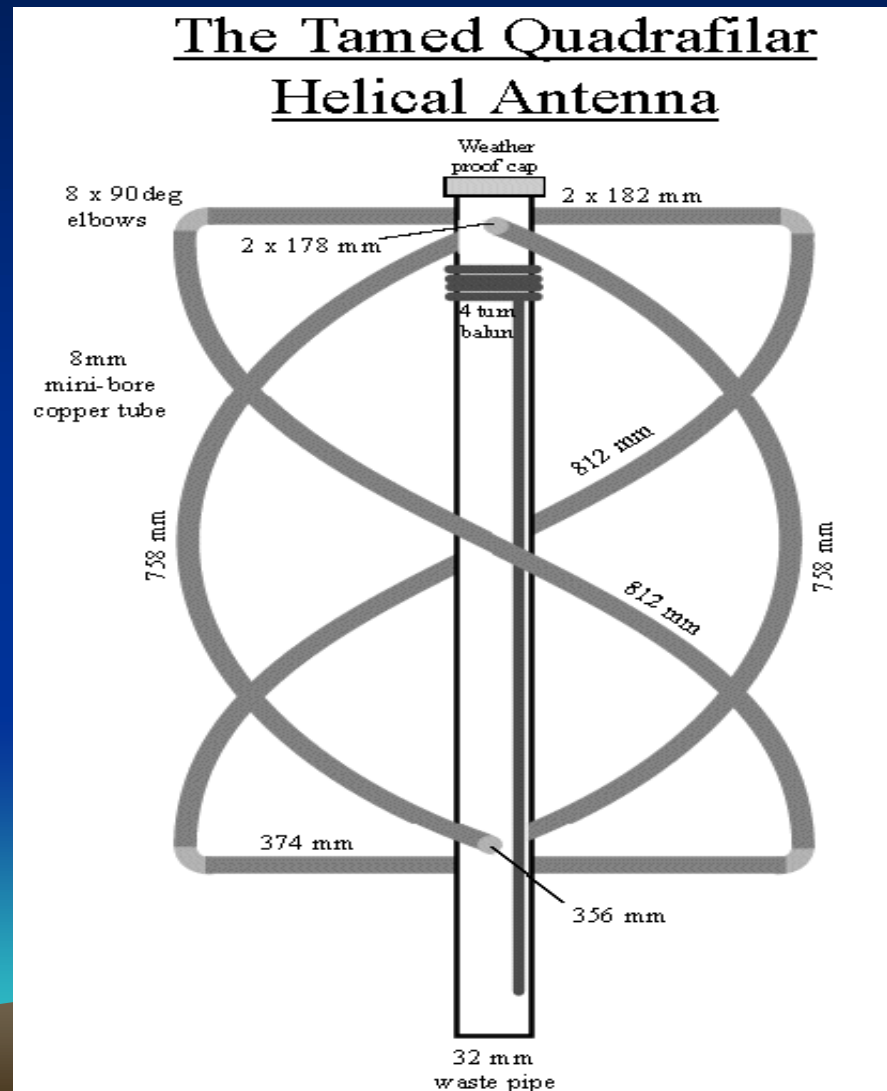 The Tamed Quadrafilar
Helical Antenna
Weather
proof cap
8 x 90deg
elbows
2 x 182 mm
2 x 178 mm
4 turn
balun
8mm
mini-bore
copper tube
812 mm
758 mm
812 mm
758 mm
374 mm
356 mm
32 mm
waste pipe